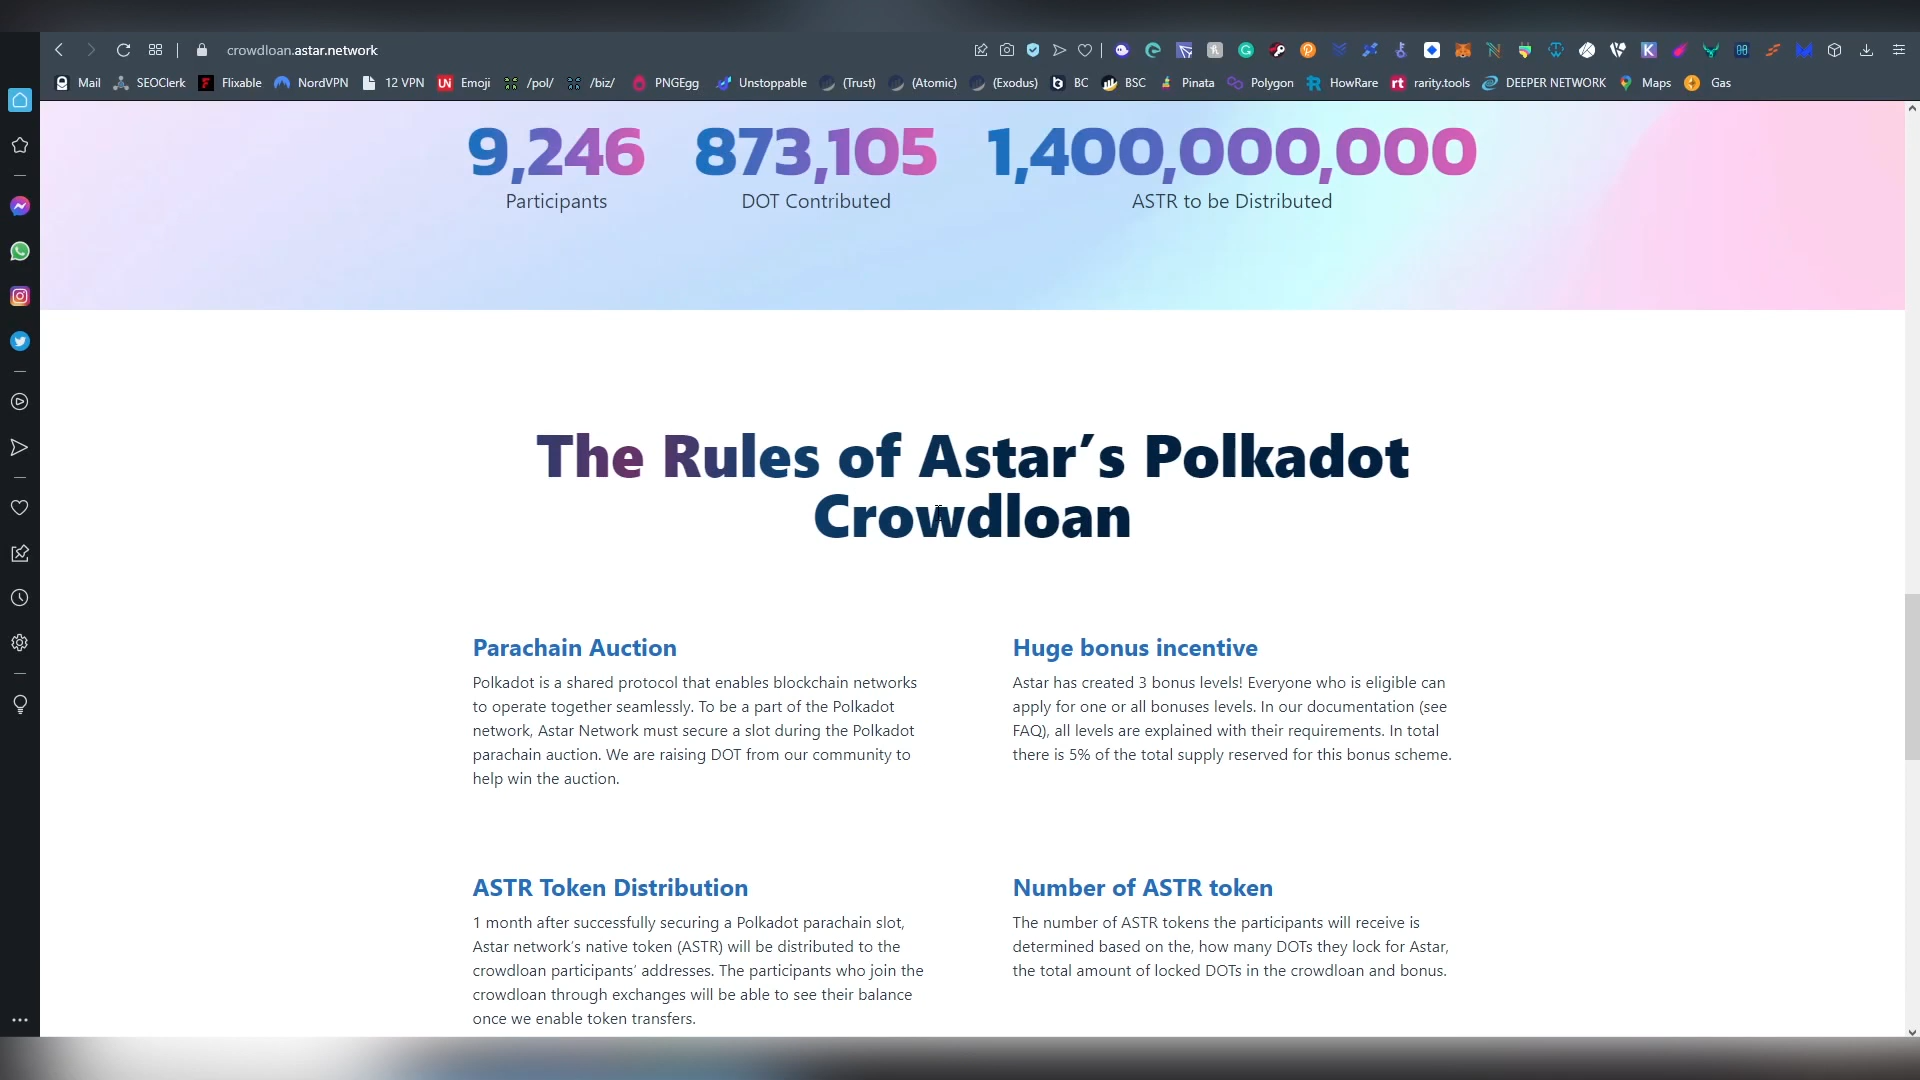 crowdloan.astar.network
Mail SEOClerk Flixable NordVPN 12 VPN Emoji /pol/ /biz/ PNGEgg Unstoppable (Trust) (Atomic) (Exodus) BC BSC Pinata Polygon HowRare rarity.tools DEEPER NETWORK Maps Gas
9,246 873,105 1,400,000,000
Participants DOT Contributed ASTR to be Distributed
The Rules of Astar’s Polkadot
Crowdloan
Parachain Auction
Polkadot is a shared protocol that enables blockchain networks
to operate together seamlessly. To be a part of the Polkadot
network, Astar Network must secure a slot during the Polkadot
parachain auction. We are raising DOT from our community to
help win the auction.
Huge bonus incentive
Astar has created 3 bonus levels! Everyone who is eligible can
apply for one or all bonuses levels. In our documentation (see
FAQ), all levels are explained with their requirements. In total
there is 5% of the total supply reserved for this bonus scheme.
ASTR Token Distribution
1 month after successfully securing a Polkadot parachain slot,
Astar network’s native token (ASTR) will be distributed to the
crowdloan participants’ addresses. The participants who join the
crowdloan through exchanges will be able to see their balance
once we enable token transfers.
Number of ASTR token
The number of ASTR tokens the participants will receive is
determined based on the, how many DOTs they lock for Astar,
the total amount of locked DOTs in the crowdloan and bonus.